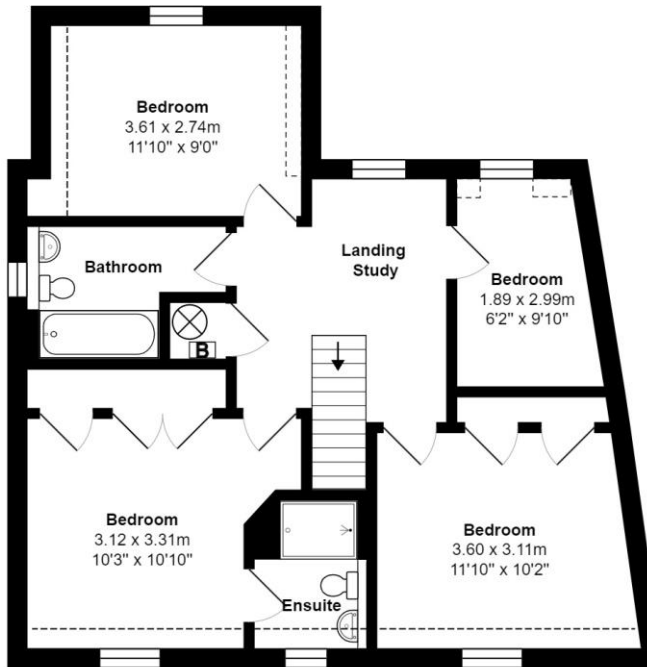 Bedroom
3.61 x 2.74m
11'10" x 9'0"
Bathroom
Landing
Study
Bedroom
1.89 x 2.99m
6'2" x 9'10"
B
Bedroom
3.12 x 3.31m
10'3" x 10'10"
Ensuite
Bedroom
3.60 x 3.11m
11'10" x 10'2"